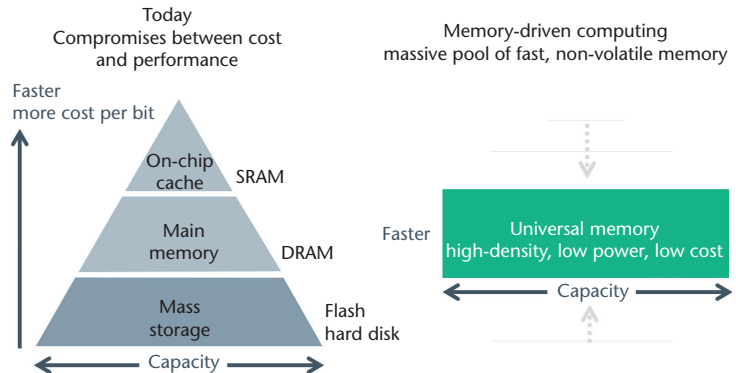 Today
Compromises between cost
and performance
Faster
more cost per bit
On-chip
cache
SRAM
Main
memory
DRAM
Mass
storage
Flash
hard disk
Capacity
Memory-driven computing
massive pool of fast, non-volatile memory
Faster
Universal memory
high-density, low power, low cost
Capacity